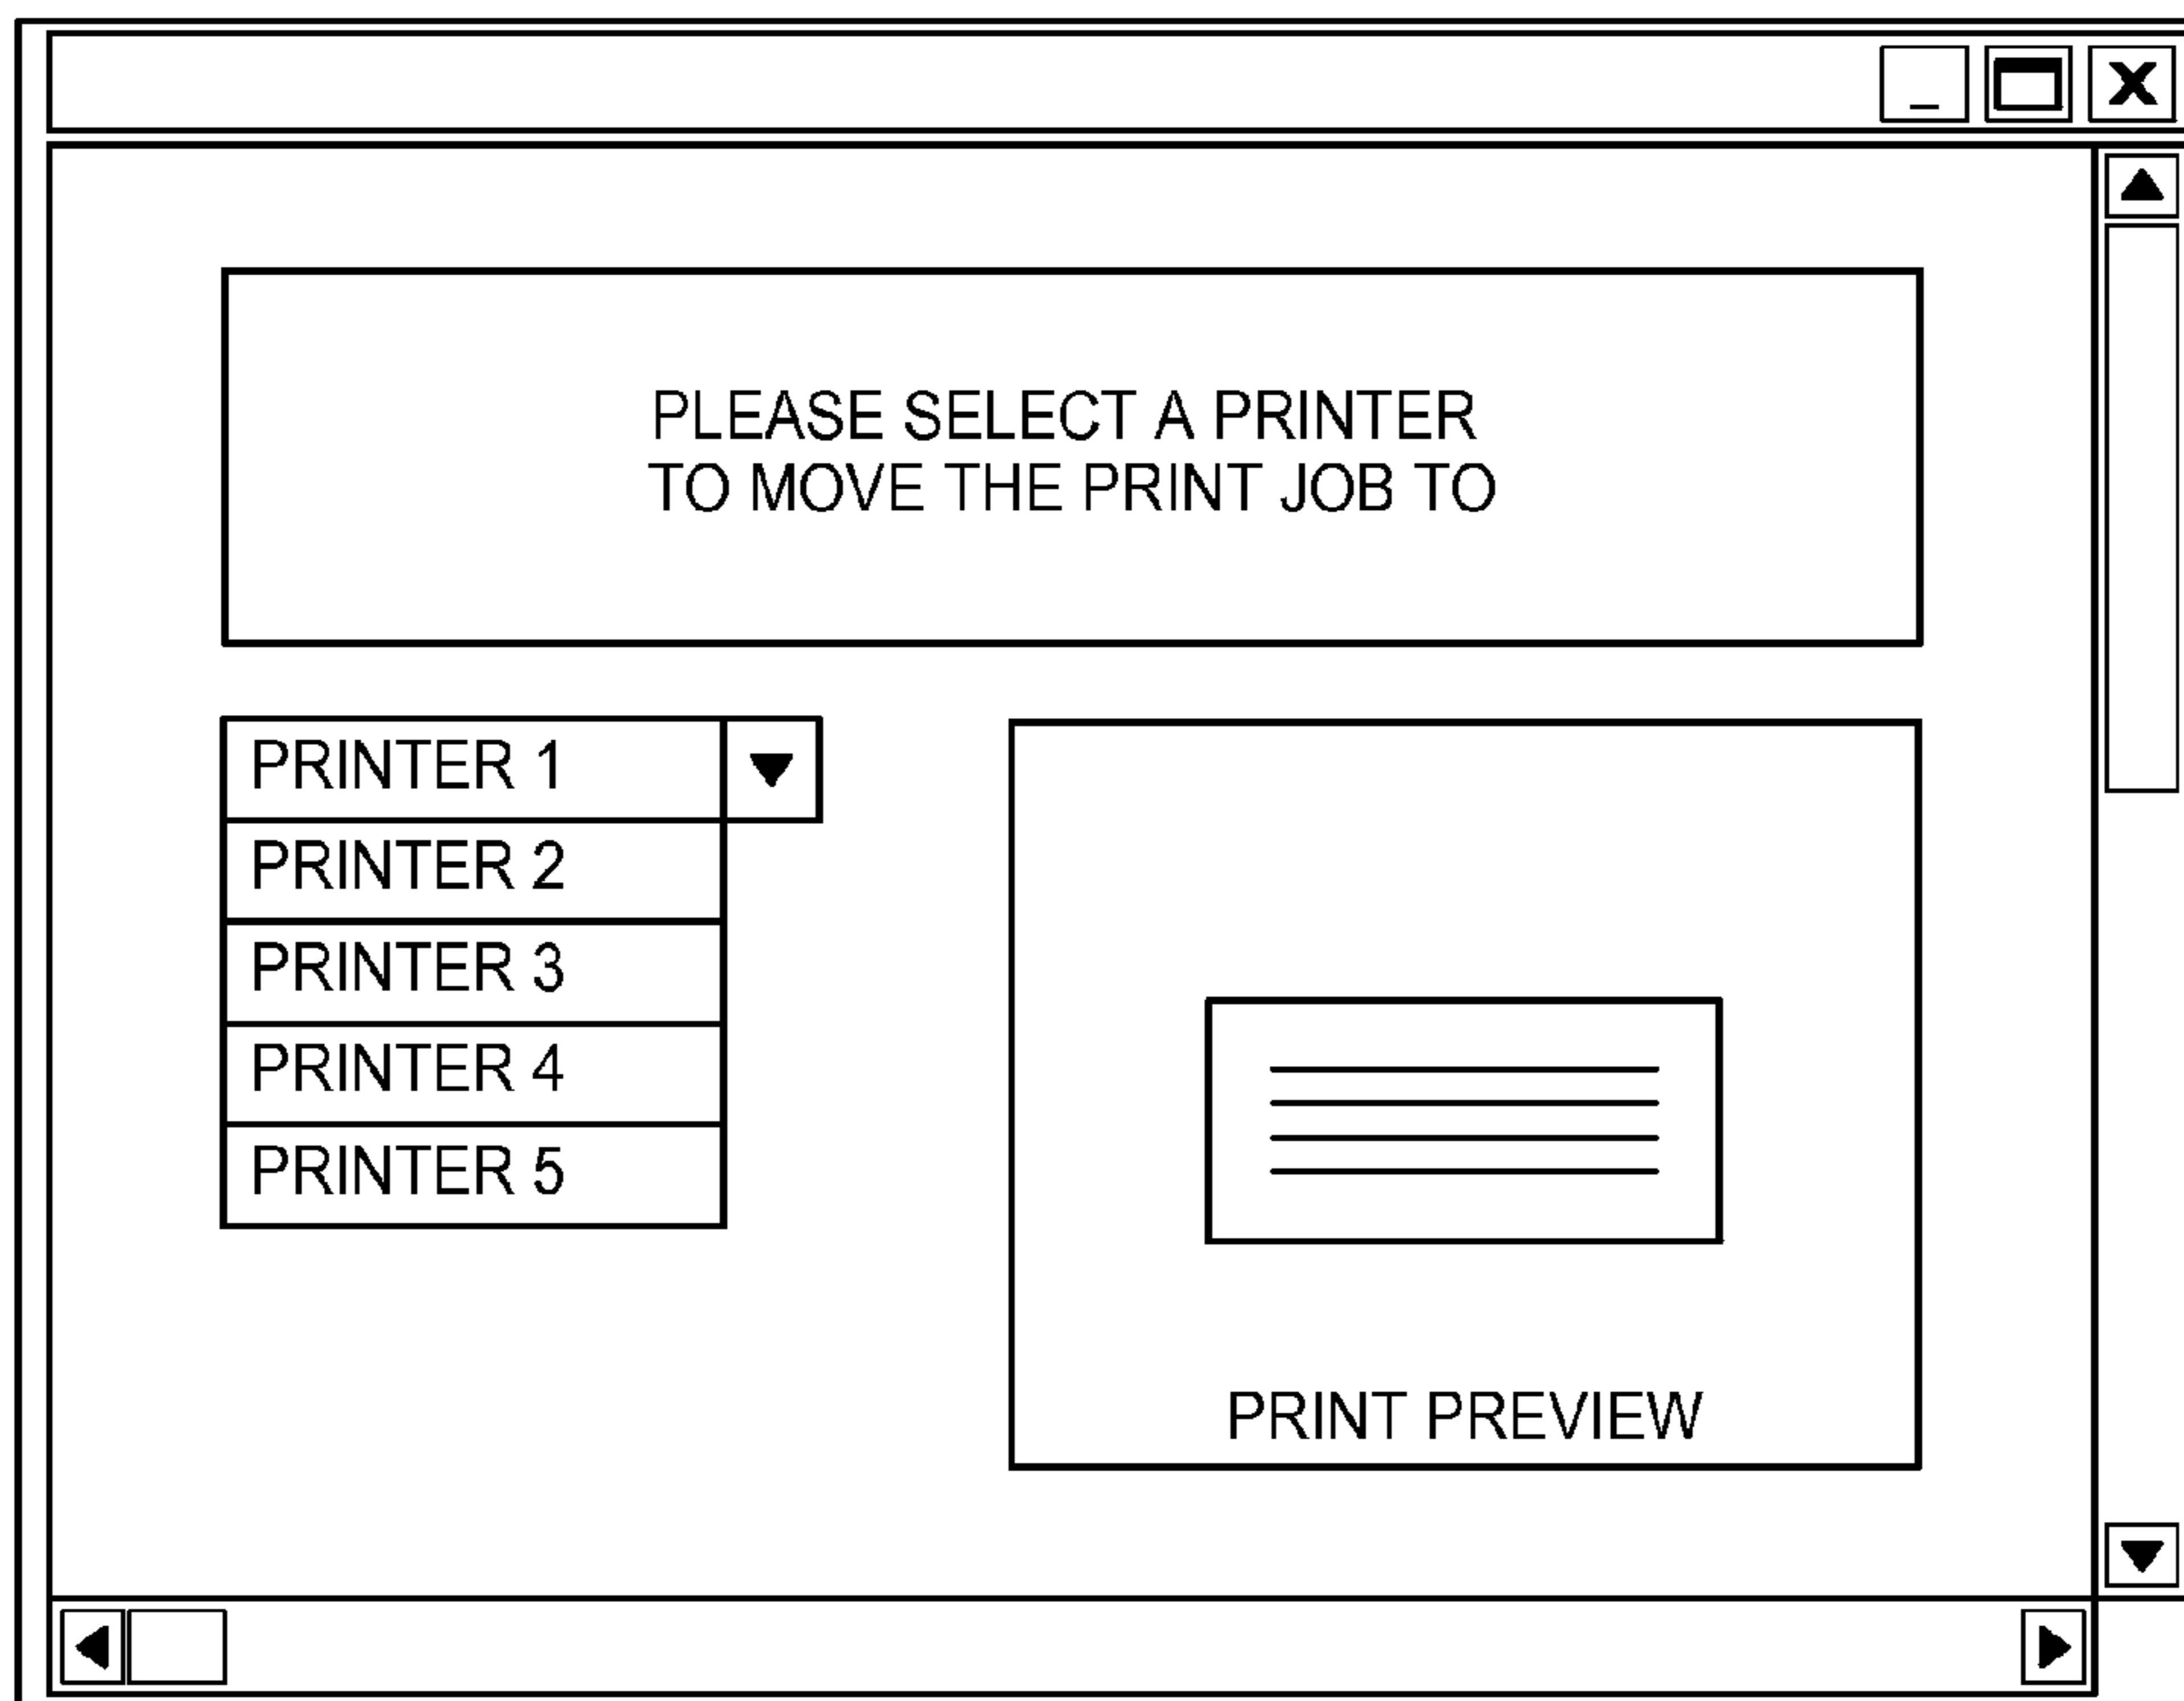 PLEASE SELECT A PRINTER
TO MOVE THE PRINT JOB TO
PRINTER 1
PRINTER 2
PRINTER 3
PRINTER 4
PRINTER 5
PRINT PREVIEW